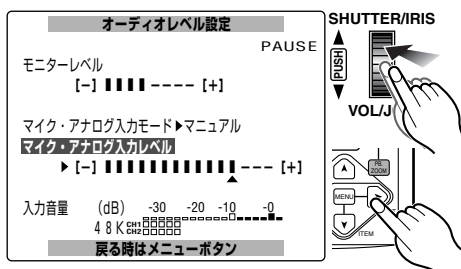 オーディオレベル設定
PAUSE
モニターレベル
[−] ▮▮▮▮---- [+]
マイク・アナログ入力モード▶マニュアル
マイク・アナログ入力レベル
▶ [−] ▮▮▮▮▮▮▮▮▮▮▮▮--- [+]
入力音量 (dB) -30 -20 -10 -0
48K CH1
CH2
戻る時はメニューボタン
SHUTTER/IRIS
PUSH
VOL/J
P.B. ZOOM
MENU
ITEM